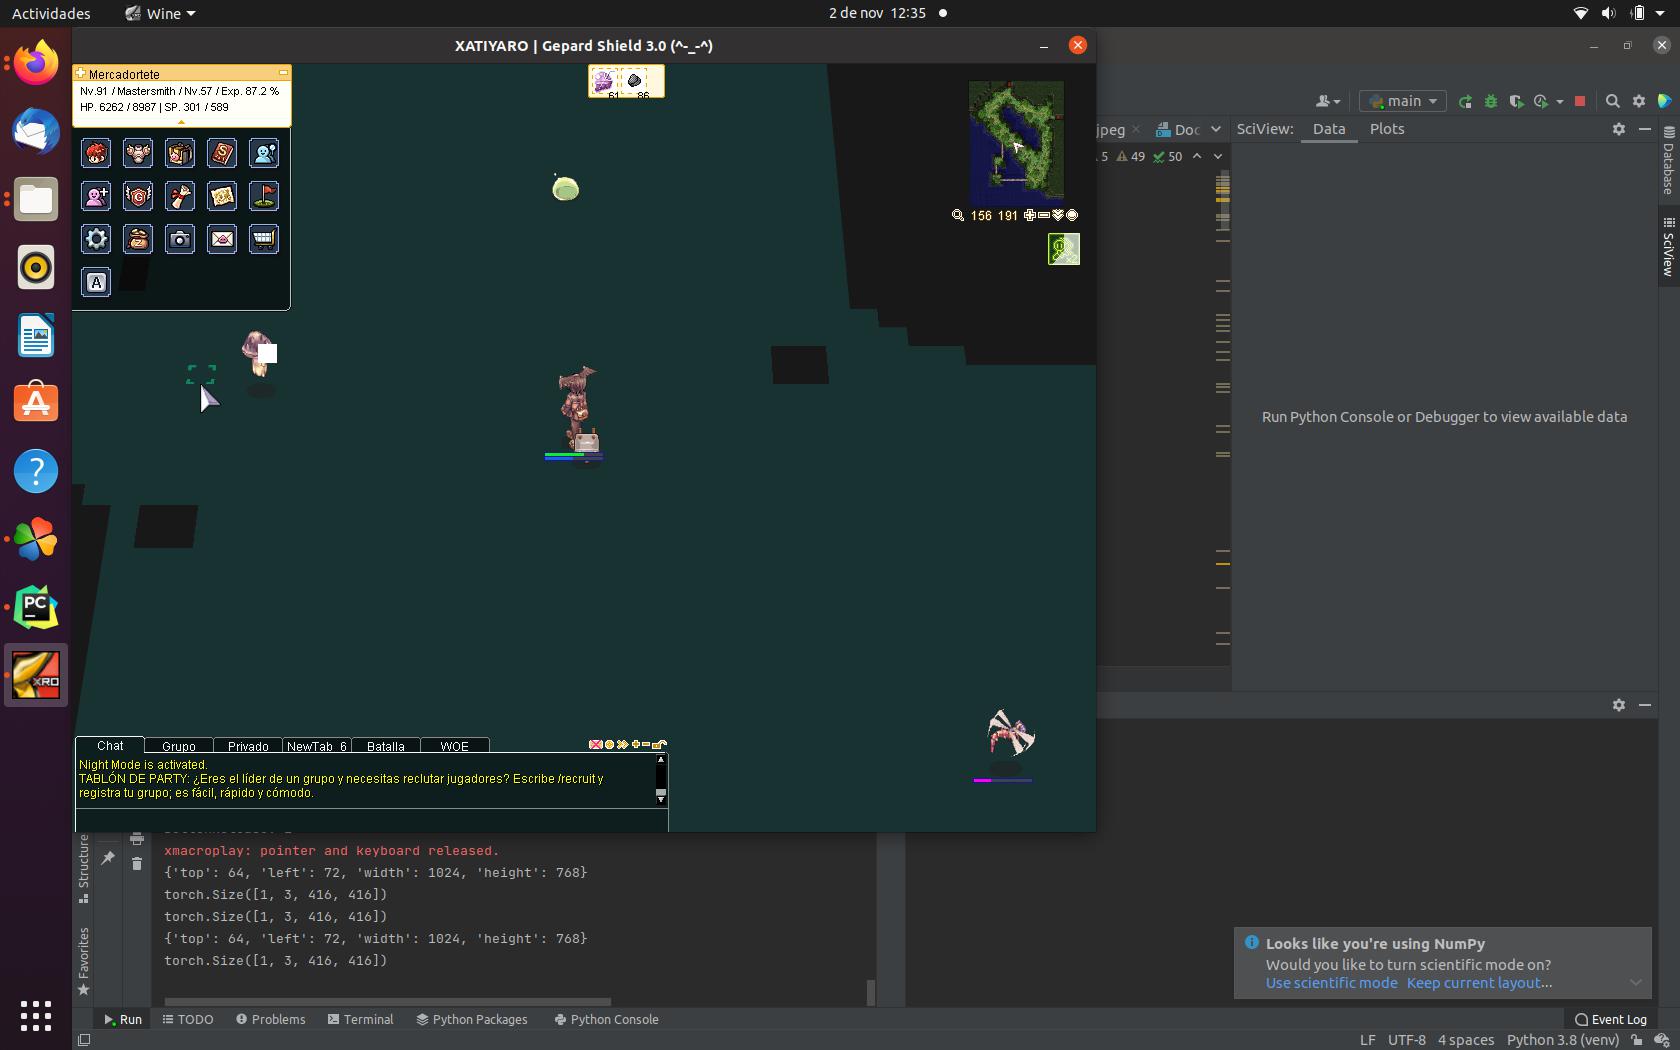 Actividades
Wine
2 de nov 12:35
XATIYARO | Gepard Shield 3.0 (^-_-^)
Mercadortete
Nv.91 / Mastersmith / Nv.57 / Exp. 87.2 %
HP. 6262 / 8987 | SP. 301 / 589
61
86
156 191
A
main
jpeg
Doc
SciView:
Data
Plots
5
49
50
Run Python Console or Debugger to view available data
Database
SciView
PC
XRO
Chat
Grupo
Privado
NewTab_6
Batalla
WOE
Night Mode is activated.
TABLÓN DE PARTY: ¿Eres el líder de un grupo y necesitas reclutar jugadores? Escribe /recruit y
registra tu grupo; es fácil, rápido y cómodo.
xmacroplay: pointer and keyboard released.
{'top': 64, 'left': 72, 'width': 1024, 'height': 768}
torch.Size([1, 3, 416, 416])
torch.Size([1, 3, 416, 416])
{'top': 64, 'left': 72, 'width': 1024, 'height': 768}
torch.Size([1, 3, 416, 416])
Structure
Favorites
Looks like you're using NumPy
Would you like to turn scientific mode on?
Use scientific mode Keep current layout...
Run
TODO
Problems
Terminal
Python Packages
Python Console
Event Log
LF UTF-8 4 spaces Python 3.8 (venv)